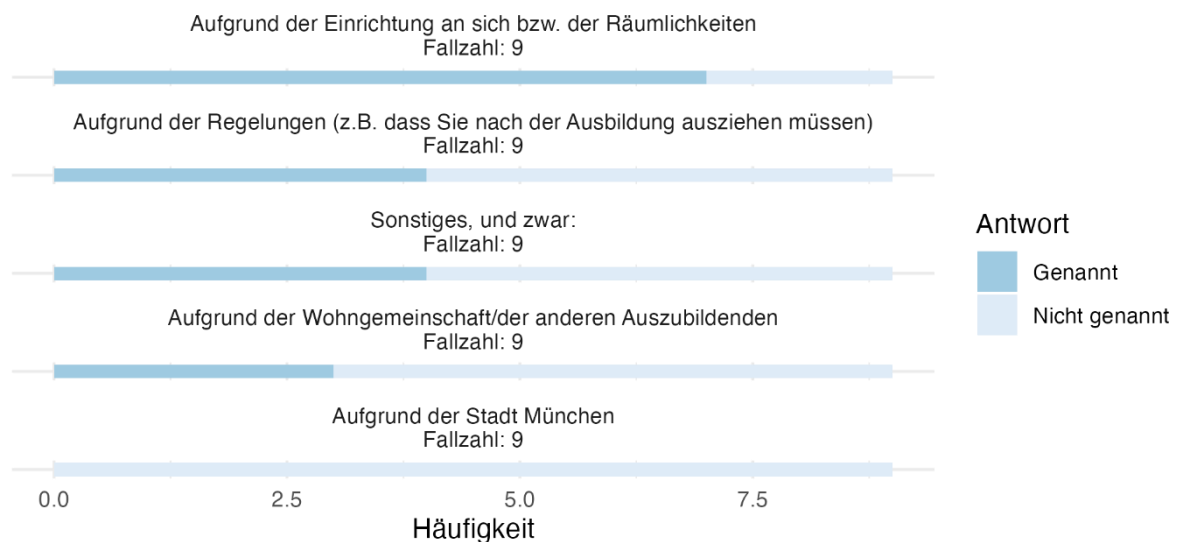 Aufgrund der Einrichtung an sich bzw. der Räumlichkeiten
Fallzahl: 9
Aufgrund der Regelungen (z.B. dass Sie nach der Ausbildung ausziehen müssen)
Fallzahl: 9
Sonstiges, und zwar:
Fallzahl: 9
Aufgrund der Wohngemeinschaft/der anderen Auszubildenden
Fallzahl: 9
Aufgrund der Stadt München
Fallzahl: 9
0.0 2.5 5.0 7.5
Häufigkeit
Antwort
Genannt
Nicht genannt